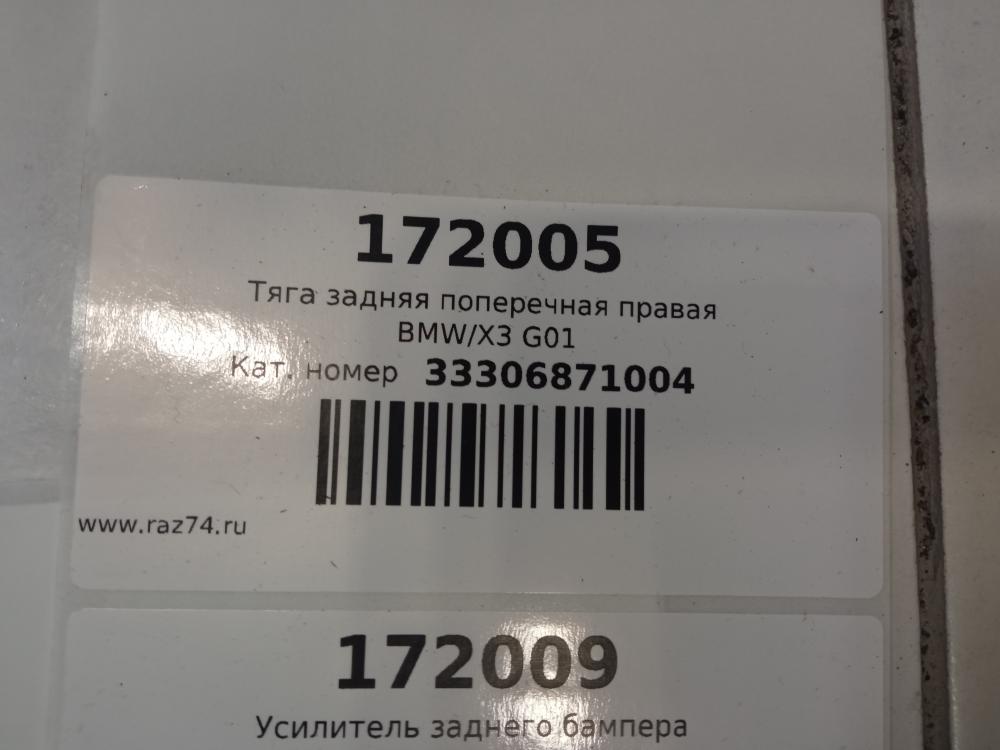 172005
Тяга задняя поперечная правая
BMW/X3 G01
Кат. номер 33306871004
www.raz74.ru
172009
Усилитель заднего бампера